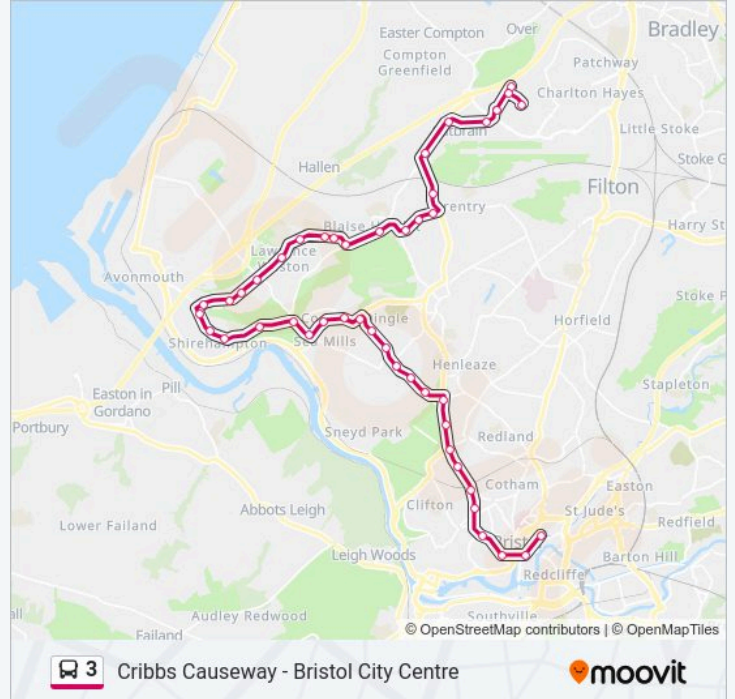 Easter Compton
Over
Bradley
Compton
Greenfield
Patchway
Charlton Hayes
Little Stoke
Hallen
Stoke G
Filton
Blaise H
Harry St
Lawrence
Weston
Avonmouth
Stoke P
Horfield
Shirehampton
Sea Mills
Henleaze
Pill
Easton in
Gordano
Stapleton
Portbury
Sneyd Park
Redland
Cotham
Easton
Clifton
St Jude's
Abbots Leigh
Redfield
Lower Failand
Leigh Woods
Barton Hill
Redcliffe
Audley Redwood
Southville
Failand
© OpenStreetMap contributors | © OpenMapTiles
3 Cribbs Causeway - Bristol City Centre
moovit